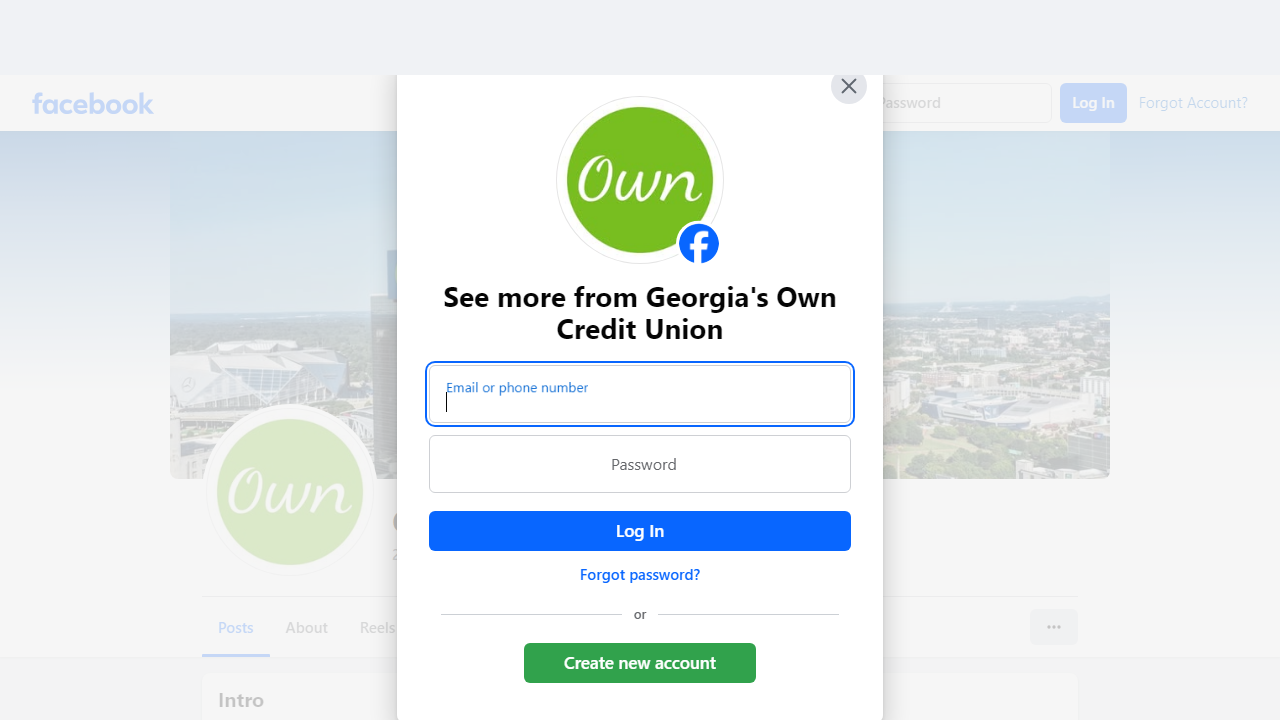 facebook
Password
Log In
Forgot Account?
Own
See more from Georgia's Own
Credit Union
Email or phone number
Password
Log In
Forgot password?
or
Create new account
Own
Posts
About
Reels
Intro